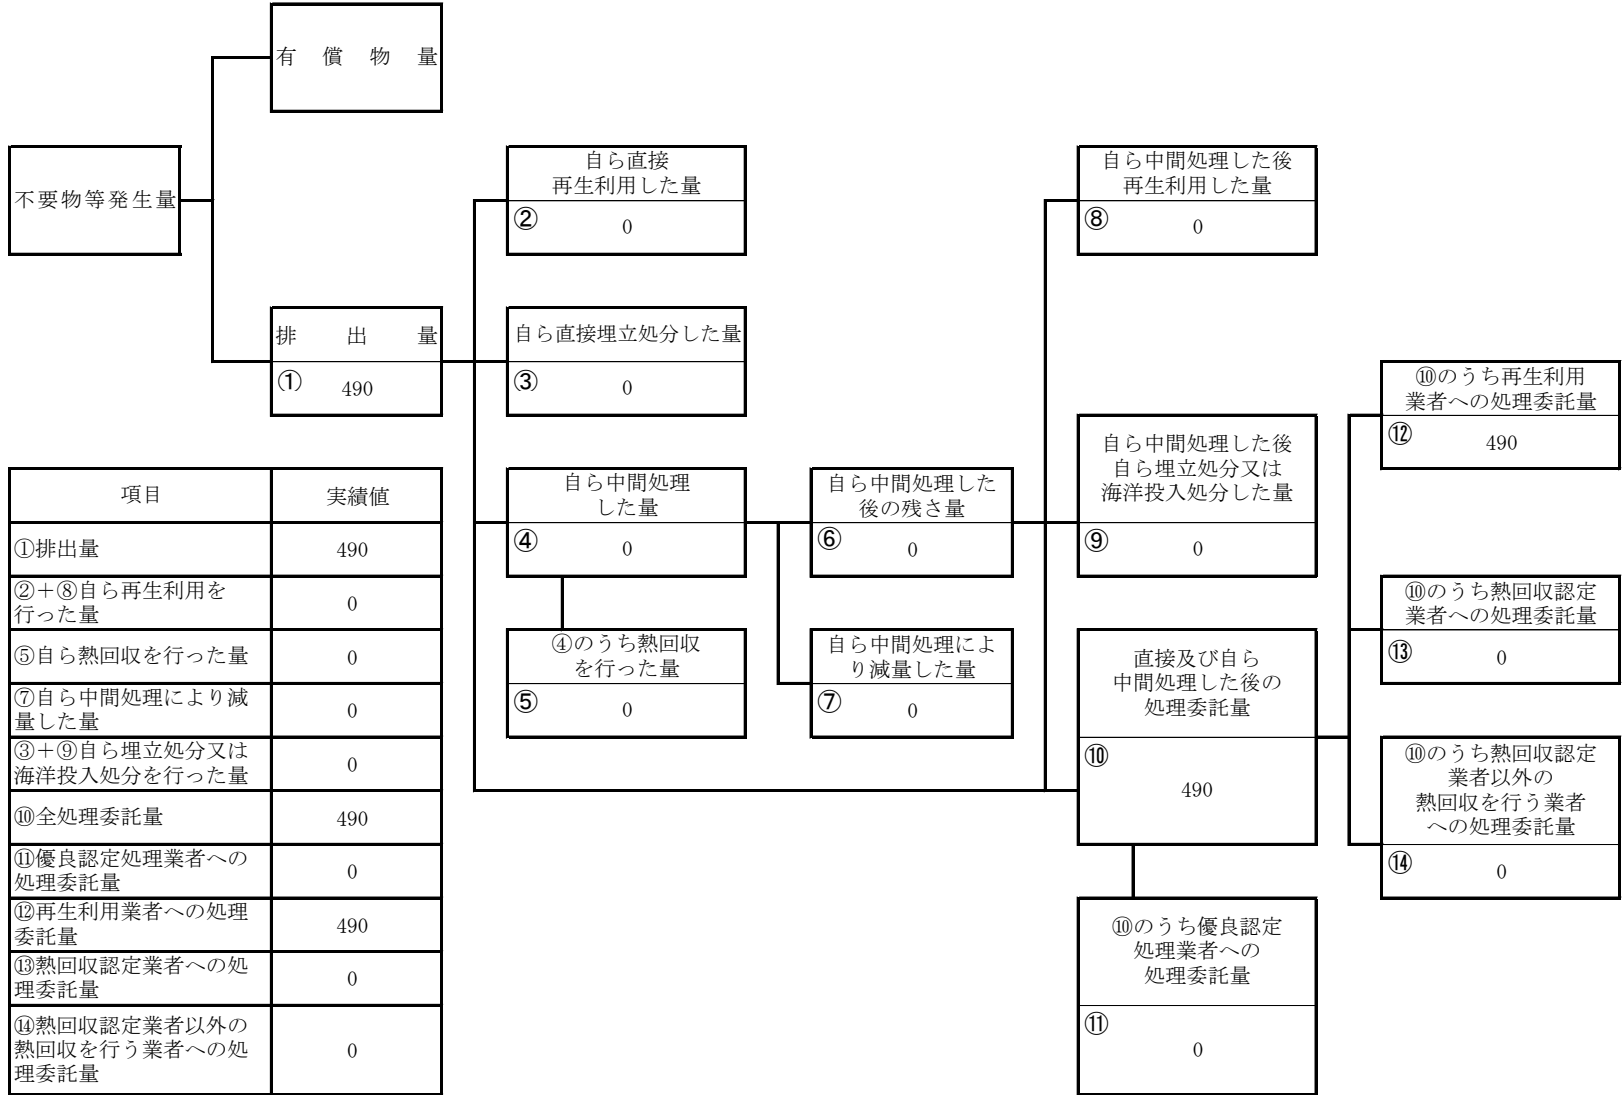 有償物量
不要物等発生量
排出量
① 490
自ら直接
再生利用した量
② 0
自ら直接埋立処分した量
③ 0
自ら中間処理
した量
④ 0
④のうち熱回収
を行った量
⑤ 0
自ら中間処理した
後の残さ量
⑥ 0
自ら中間処理によ
り減量した量
⑦ 0
自ら中間処理した後
再生利用した量
⑧ 0
自ら中間処理した後
自ら埋立処分又は
海洋投入処分した量
⑨ 0
直接及び自ら
中間処理した後の
処理委託量
⑩
490
⑩のうち優良認定
処理業者への
処理委託量
⑪
0
⑩のうち再生利用
業者への処理委託量
⑫ 490
⑩のうち熱回収認定
業者への処理委託量
⑬ 0
⑩のうち熱回収認定
業者以外の
熱回収を行う業者
への処理委託量
⑭ 0
項目 実績値
①排出量 490
②＋⑧自ら再生利用を
行った量 0
⑤自ら熱回収を行った量 0
⑦自ら中間処理により減
量した量 0
③＋⑨自ら埋立処分又は
海洋投入処分を行った量 0
⑩全処理委託量 490
⑪優良認定処理業者への
処理委託量 0
⑫再生利用業者への処理
委託量 490
⑬熱回収認定業者への処
理委託量 0
⑭熱回収認定業者以外の
熱回収を行う業者への処 0
理委託量